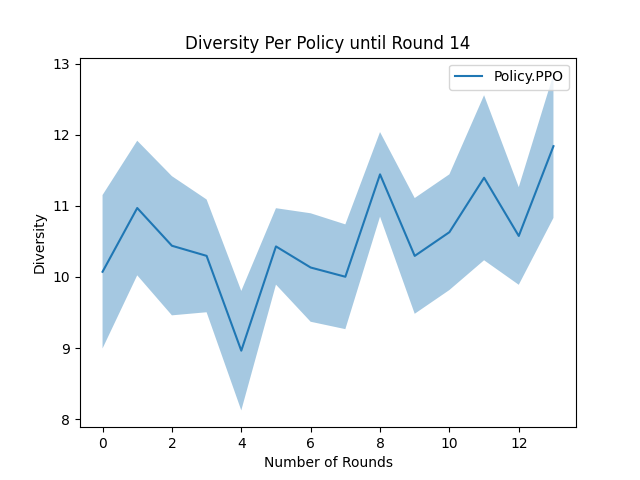 Diversity Per Policy until Round 14
Policy.PPO
13
12
11
10
9
8
Diversity
0 2 4 6 8 10 12
Number of Rounds